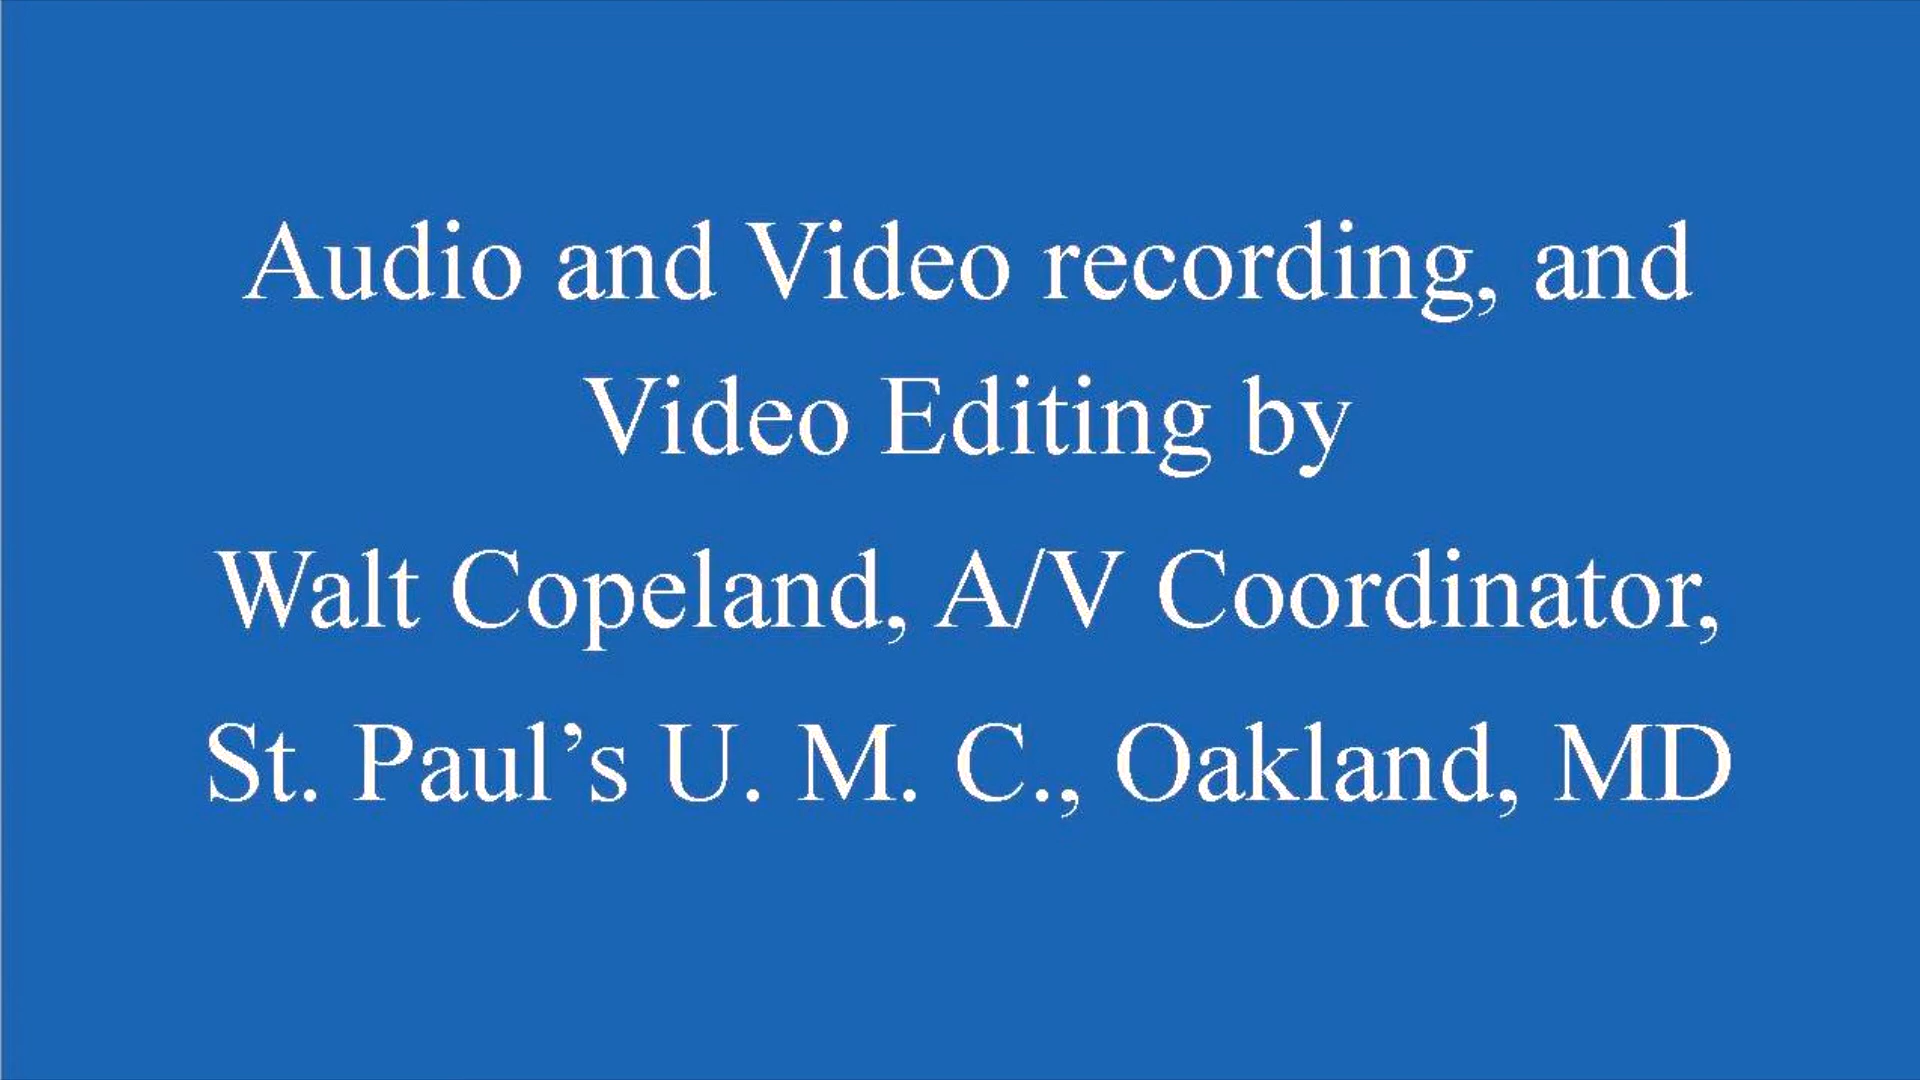 Audio and Video recording, and
Video Editing by
Walt Copeland, A/V Coordinator,
St. Paul’s U. M. C., Oakland, MD